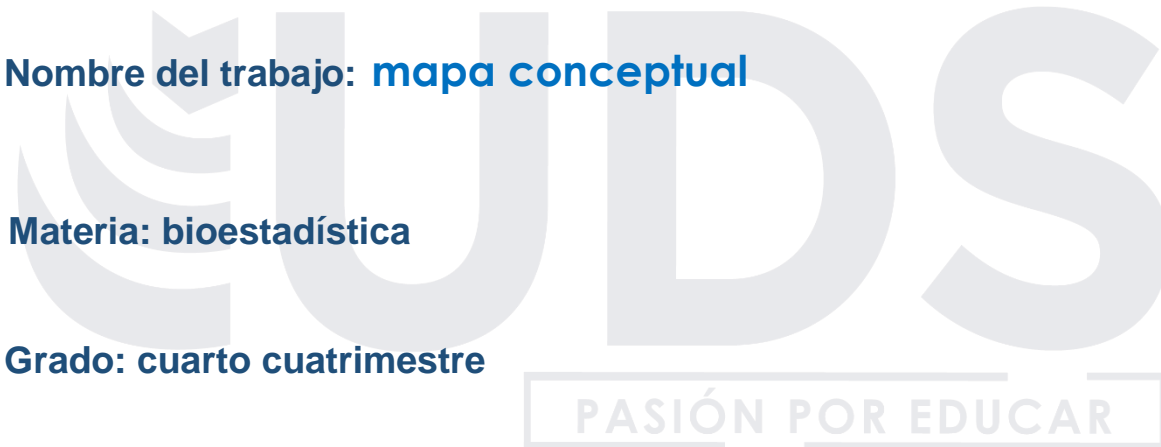 UDS
Nombre del trabajo: mapa conceptual
Materia: bioestadística
Grado: cuarto cuatrimestre
PASIÓN POR EDUCAR